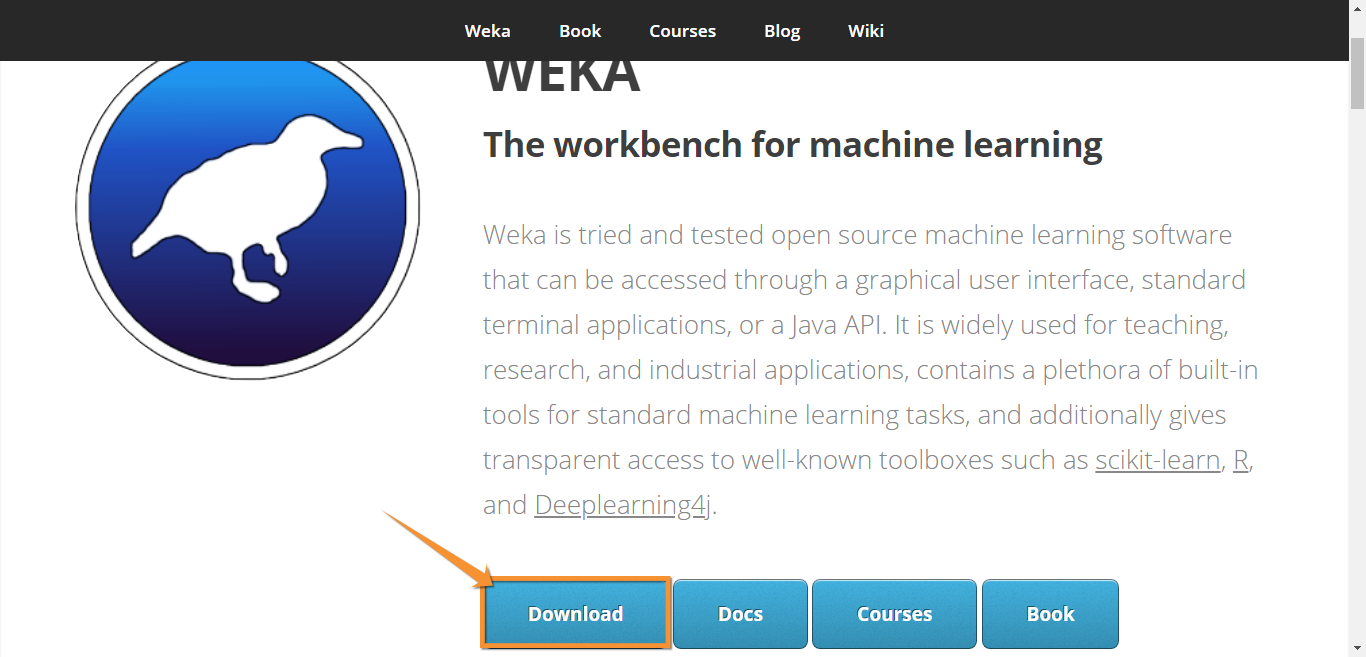 Weka Book Courses Blog Wiki
WEKA
The workbench for machine learning
Weka is tried and tested open source machine learning software
that can be accessed through a graphical user interface, standard
terminal applications, or a Java API. It is widely used for teaching,
research, and industrial applications, contains a plethora of built-in
tools for standard machine learning tasks, and additionally gives
transparent access to well-known toolboxes such as scikit-learn, R,
and Deeplearning4j.
Download Docs Courses Book